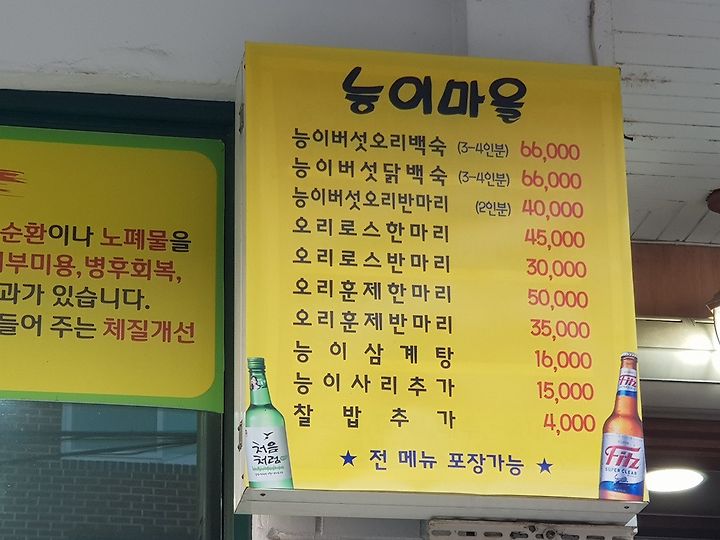 순환이나 노폐물을
부미용,병후회복,
과가 있습니다.
들어 주는 체질개선
능이마을
능이버섯오리백숙 (3-4인분) 66,000
능이버섯닭백숙 (3-4인분) 66,000
능이버섯오리반마리 (2인분) 40,000
오리로스한마리 45,000
오리로스반마리 30,000
오리훈제한마리 50,000
오리훈제반마리 35,000
능이삼계탕 16,000
능이사리추가 15,000
찰밥추가 4,000
★ 전 메뉴 포장가능 ★
처음
처럼
Fitz
Fitz
SUPER CLEAR